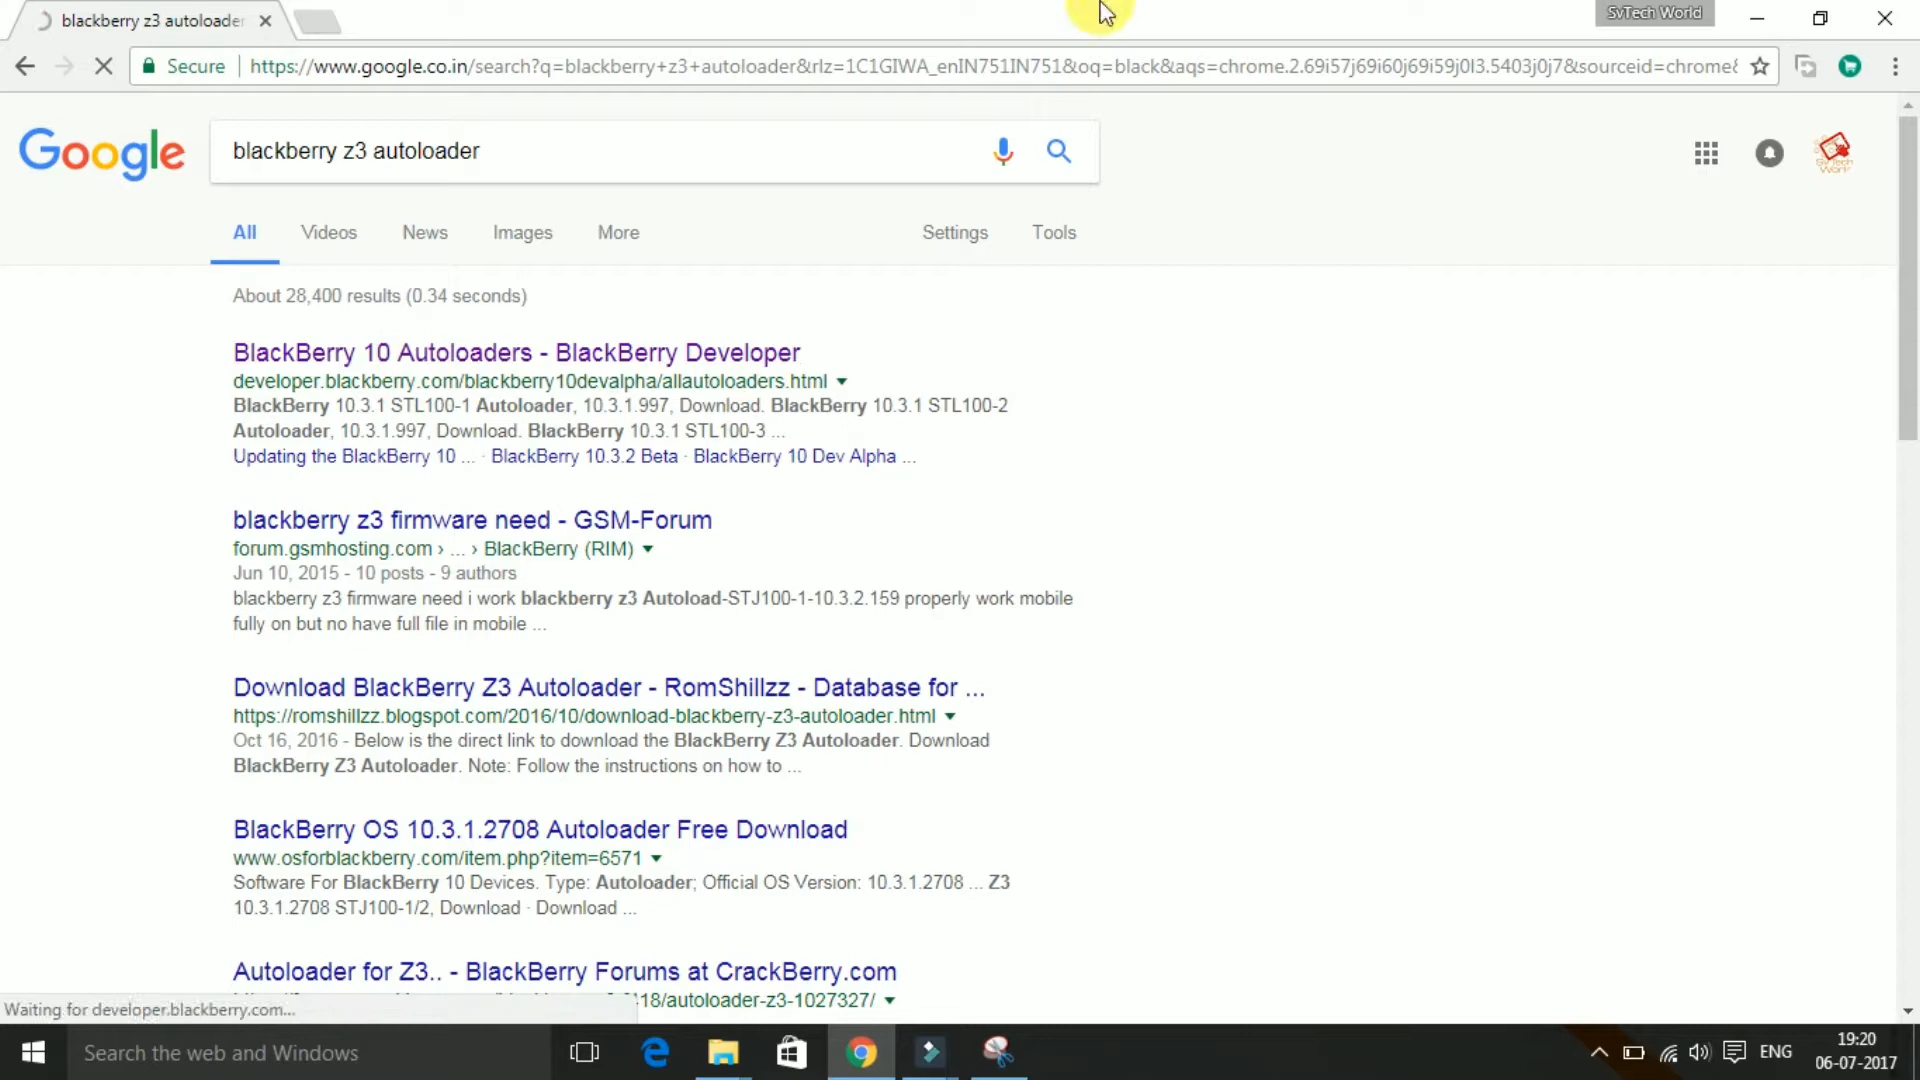 blackberry z3 autoloader
SvTech World
Secure
https://www.google.co.in/search?q=blackberry+z3+autoloader&rlz=1C1GIWA_enIN751IN751&oq=black&aqs=chrome.2.69i57j69i60j69i59j0l3.5403j0j7&sourceid=chrome&
Google
blackberry z3 autoloader
All Videos News Images More Settings Tools
About 28,400 results (0.34 seconds)
BlackBerry 10 Autoloaders - BlackBerry Developer
developer.blackberry.com/blackberry10devalpha/allautoloaders.html
BlackBerry 10.3.1 STL100-1 Autoloader, 10.3.1.997, Download. BlackBerry 10.3.1 STL100-2
Autoloader, 10.3.1.997, Download. BlackBerry 10.3.1 STL100-3 ...
Updating the BlackBerry 10 ... · BlackBerry 10.3.2 Beta · BlackBerry 10 Dev Alpha ...
blackberry z3 firmware need - GSM-Forum
forum.gsmhosting.com › ... › BlackBerry (RIM)
Jun 10, 2015 - 10 posts - 9 authors
blackberry z3 firmware need i work blackberry z3 Autoload-STJ100-1-10.3.2.159 properly work mobile
fully on but no have full file in mobile ...
Download BlackBerry Z3 Autoloader - RomShillzz - Database for ...
https://romshillzz.blogspot.com/2016/10/download-blackberry-z3-autoloader.html
Oct 16, 2016 - Below is the direct link to download the BlackBerry Z3 Autoloader. Download
BlackBerry Z3 Autoloader. Note: Follow the instructions on how to ...
BlackBerry OS 10.3.1.2708 Autoloader Free Download
www.osforblackberry.com/item.php?item=6571
Software For BlackBerry 10 Devices. Type: Autoloader; Official OS Version: 10.3.1.2708 ... Z3
10.3.1.2708 STJ100-1/2, Download · Download ...
Autoloader for Z3.. - BlackBerry Forums at CrackBerry.com
18/autoloader-z3-1027327/
Waiting for developer.blackberry.com...
Search the web and Windows
ENG
19:20
06-07-2017